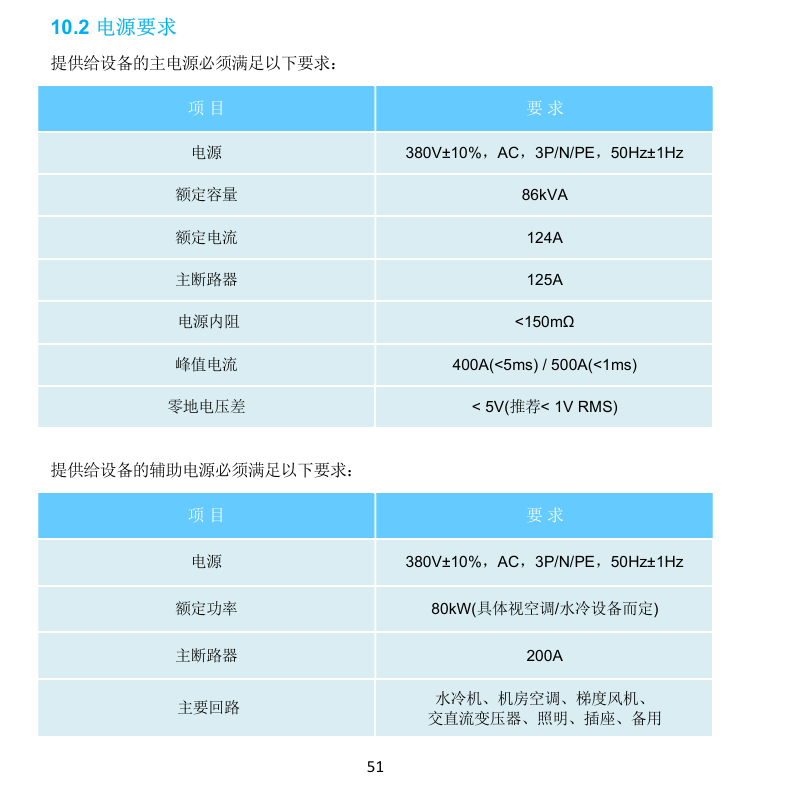 10.2 电源要求
提供给设备的主电源必须满足以下要求：
项 目 要 求
电源 380V±10%，AC，3P/N/PE，50Hz±1Hz
额定容量 86kVA
额定电流 124A
主断路器 125A
电源内阻 <150mΩ
峰值电流 400A(<5ms) / 500A(<1ms)
零地电压差 < 5V(推荐< 1V RMS)
提供给设备的辅助电源必须满足以下要求：
项 目 要 求
电源 380V±10%，AC，3P/N/PE，50Hz±1Hz
额定功率 80kW(具体视空调/水冷设备而定)
主断路器 200A
主要回路 水冷机、机房空调、梯度风机、
交直流变压器、照明、插座、备用
51